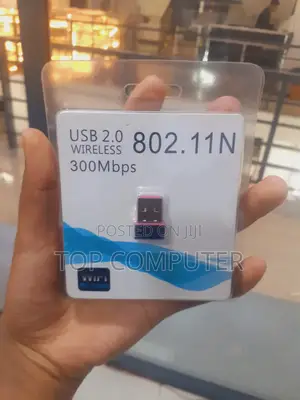 USB 2.0
WIRELESS
802.11N
300Mbps
POSTED ON JIJI
TOP COMPUTER
WiFi